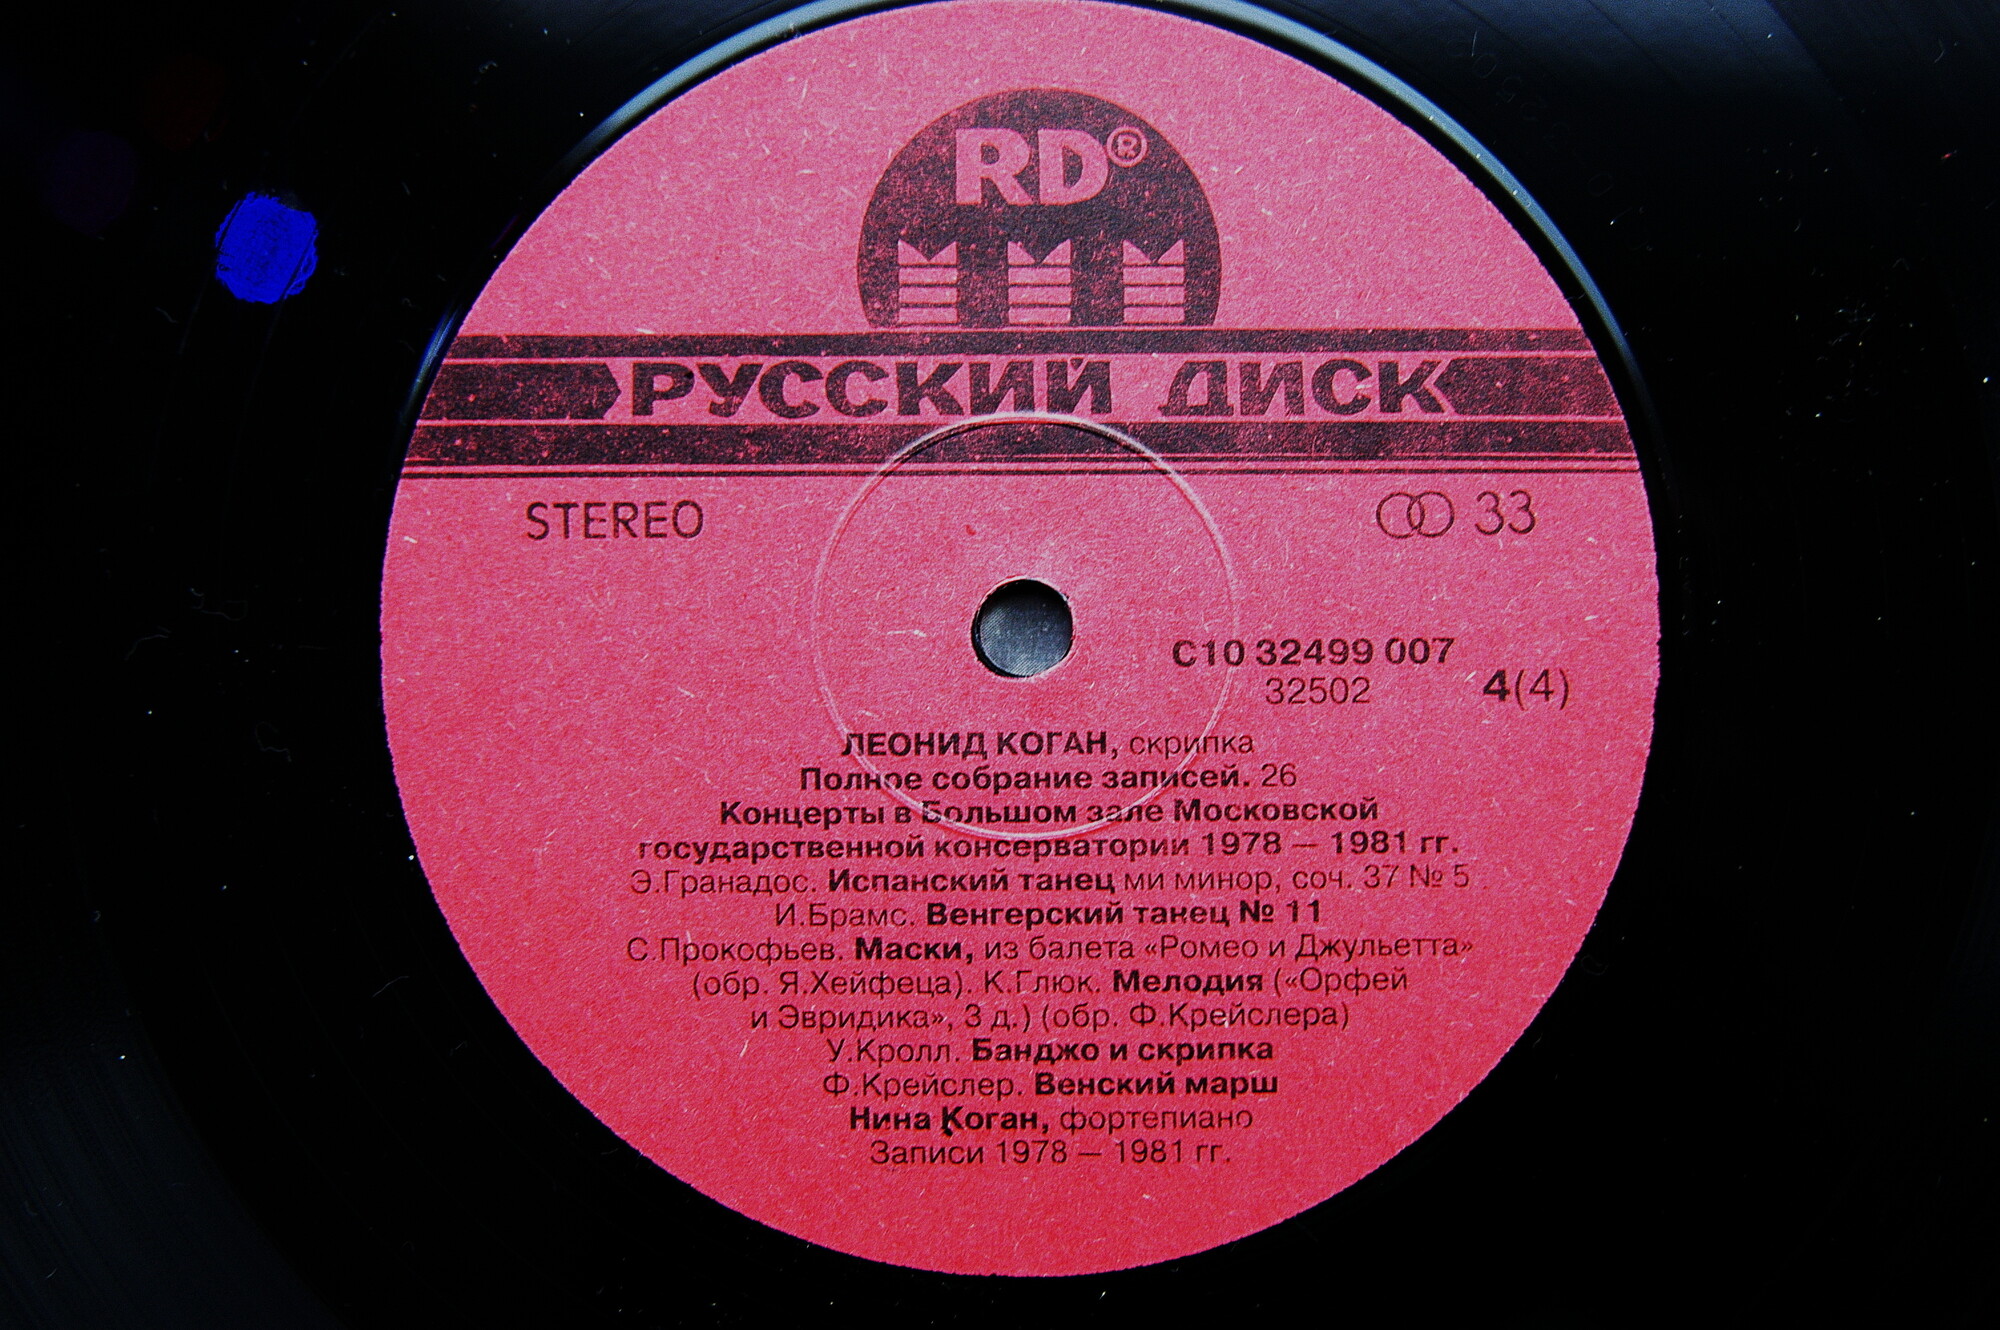 RD®
РУССКИЙ ДИСК
STEREO
33
С10 32499 007
32502
4(4)
ЛЕОНИД КОГАН, скрипка
Полное собрание записей. 26
Концерты в Большом зале Московской
государственной консерватории 1978 — 1981 гг.
Э.Гранадос. Испанский танец ми минор, соч. 37 № 5
И.Брамс. Венгерский танец № 11
С.Прокофьев. Маски, из балета «Ромео и Джульетта»
(обр. Я.Хейфеца). К.Глюк. Мелодия («Орфей
и Эвридика», 3 д.) (обр. Ф.Крейслера)
У.Кролл. Банджо и скрипка
Ф.Крейслер. Венский марш
Нина Коган, фортепиано
Записи 1978 — 1981 гг.